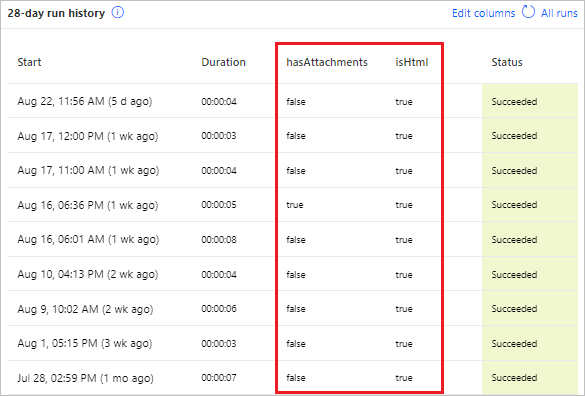 28-day run history Edit columns All runs
Start Duration hasAttachments isHtml Status
Aug 22, 11:56 AM (5 d ago) 00:00:04 false true Succeeded
Aug 17, 12:00 PM (1 wk ago) 00:00:03 false true Succeeded
Aug 17, 11:00 AM (1 wk ago) 00:00:04 false true Succeeded
Aug 16, 06:36 PM (1 wk ago) 00:00:05 true true Succeeded
Aug 16, 06:01 AM (1 wk ago) 00:00:08 false true Succeeded
Aug 10, 04:13 PM (2 wk ago) 00:00:04 false true Succeeded
Aug 9, 10:02 AM (2 wk ago) 00:00:06 false true Succeeded
Aug 1, 05:15 PM (3 wk ago) 00:00:03 false true Succeeded
Jul 28, 02:59 PM (1 mo ago) 00:00:07 false true Succeeded